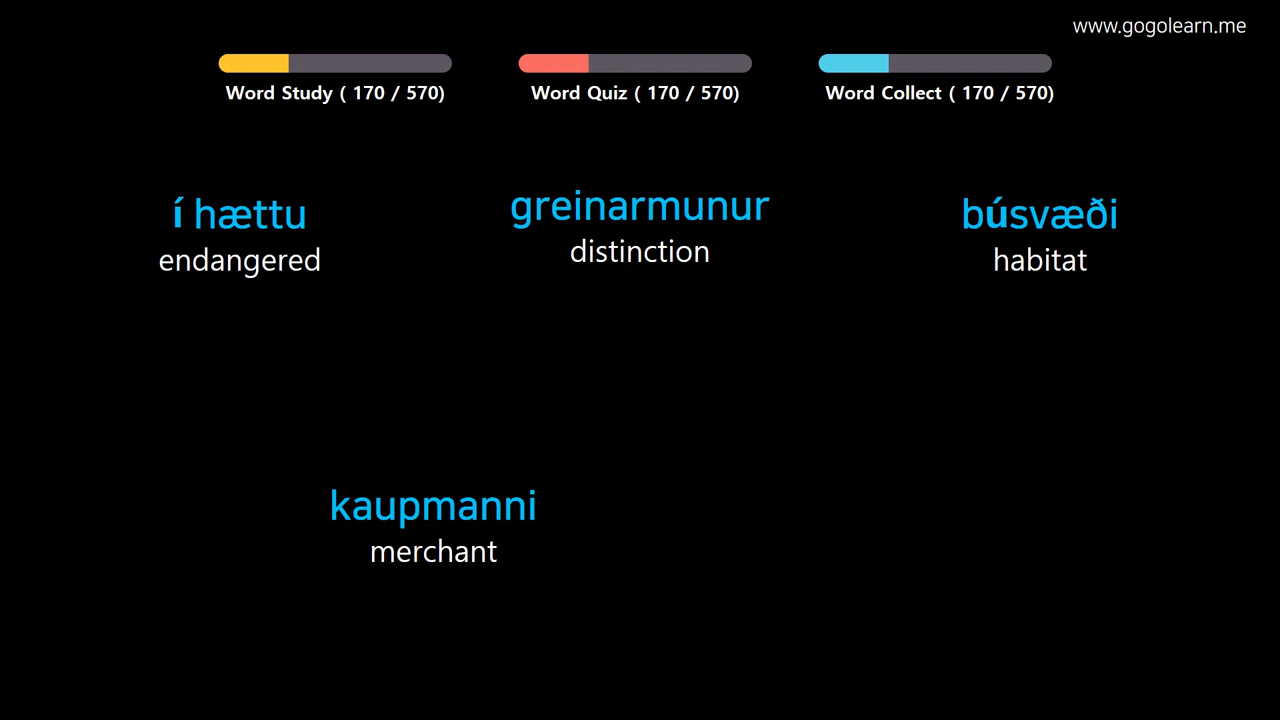 www.gogolearn.me
Word Study ( 170 / 570)
Word Quiz ( 170 / 570)
Word Collect ( 170 / 570)
í hættu
endangered
greinarmunur
distinction
búsvæði
habitat
kaupmanni
merchant